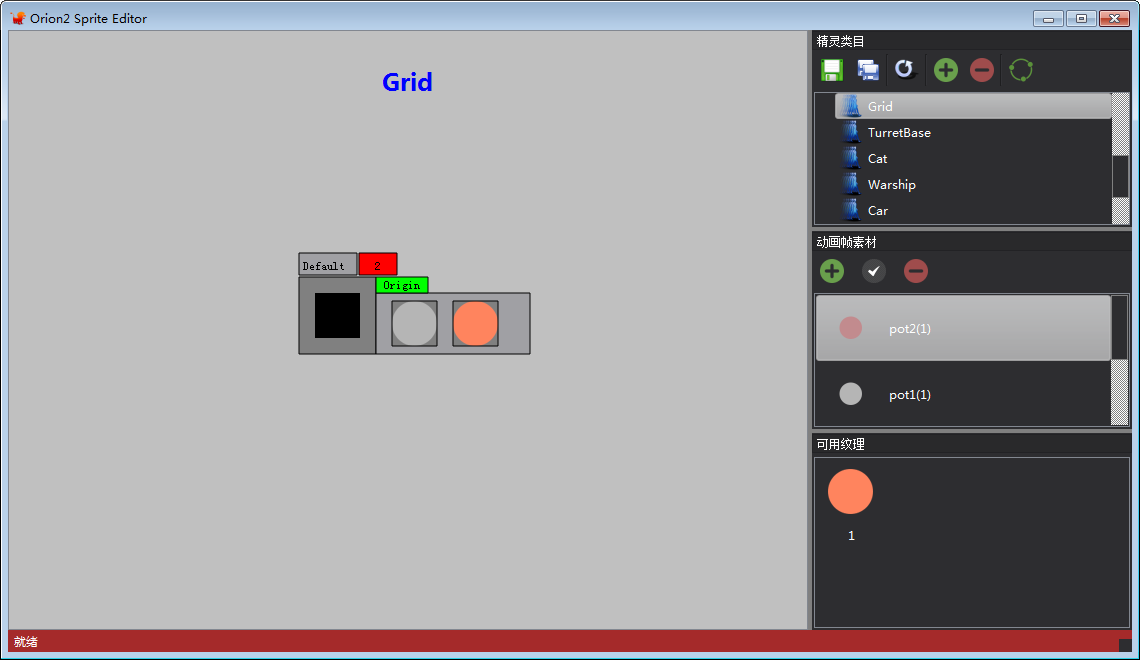 Orion2 Sprite Editor
Grid
Default
2
Origin
精灵类目
Grid
TurretBase
Cat
Warship
Car
动画帧素材
pot2(1)
pot1(1)
可用纹理
1
就绪